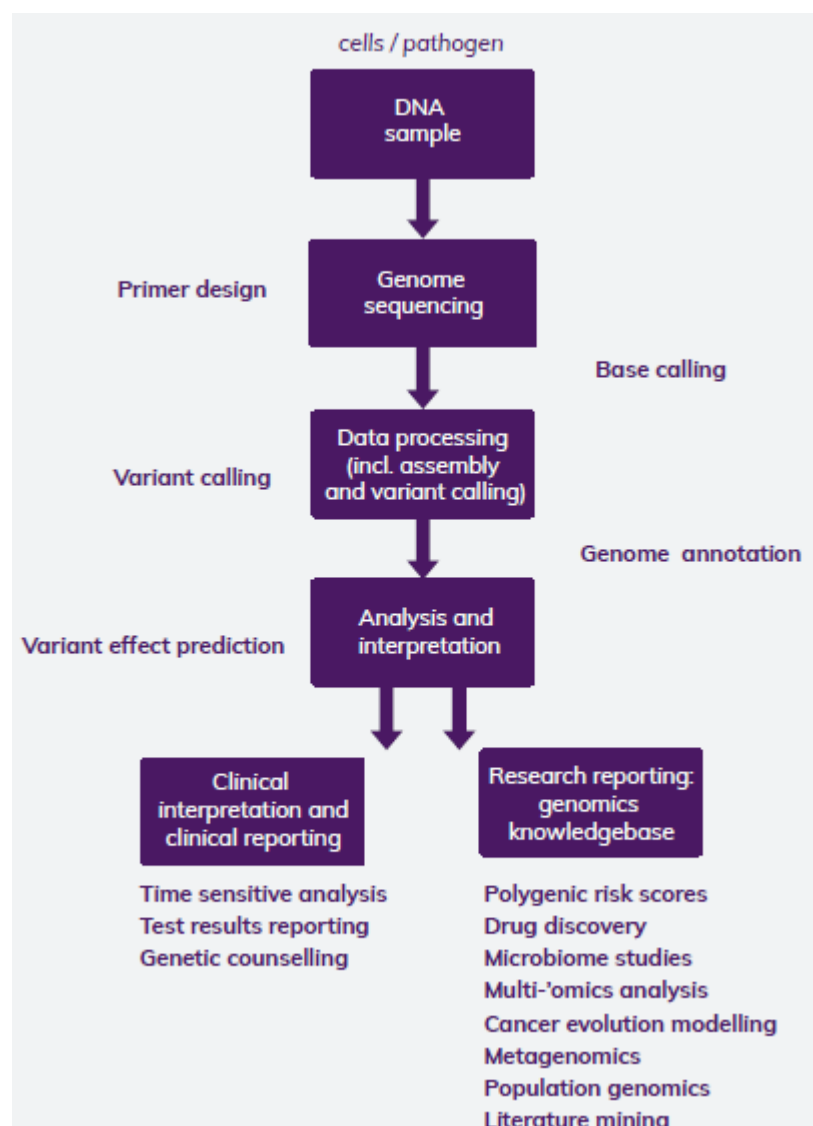 cells / pathogen
DNA
sample
Primer design
Genome
sequencing
Base calling
Variant calling
Data processing
(incl. assembly
and variant calling)
Genome annotation
Variant effect prediction
Analysis and
interpretation
Clinical
interpretation and
clinical reporting
Time sensitive analysis
Test results reporting
Genetic counselling
Research reporting:
genomics
knowledgebase
Polygenic risk scores
Drug discovery
Microbiome studies
Multi-’omics analysis
Cancer evolution modelling
Metagenomics
Population genomics
Literature mining